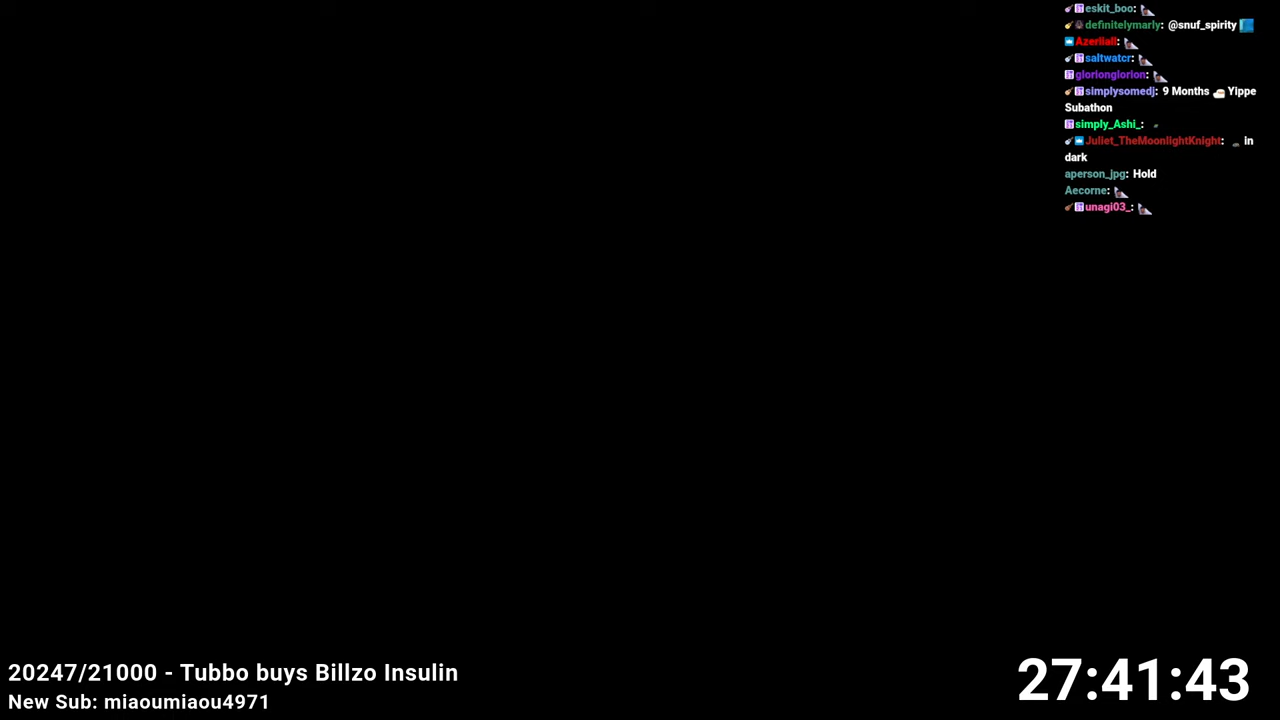 eskit_boo:
definitelymarly: @snuf_spirity
Azeriiali:
saltwatcr:
glorionglorion:
simplysomedj: 9 Months Yippe
Subathon
simply_Ashi_:
Juliet_TheMoonlightKnight: in
dark
aperson_jpg: Hold
Aecorne:
unagi03_:
20247/21000 - Tubbo buys Billzo Insulin
New Sub: miaoumiaou4971
27:41:43